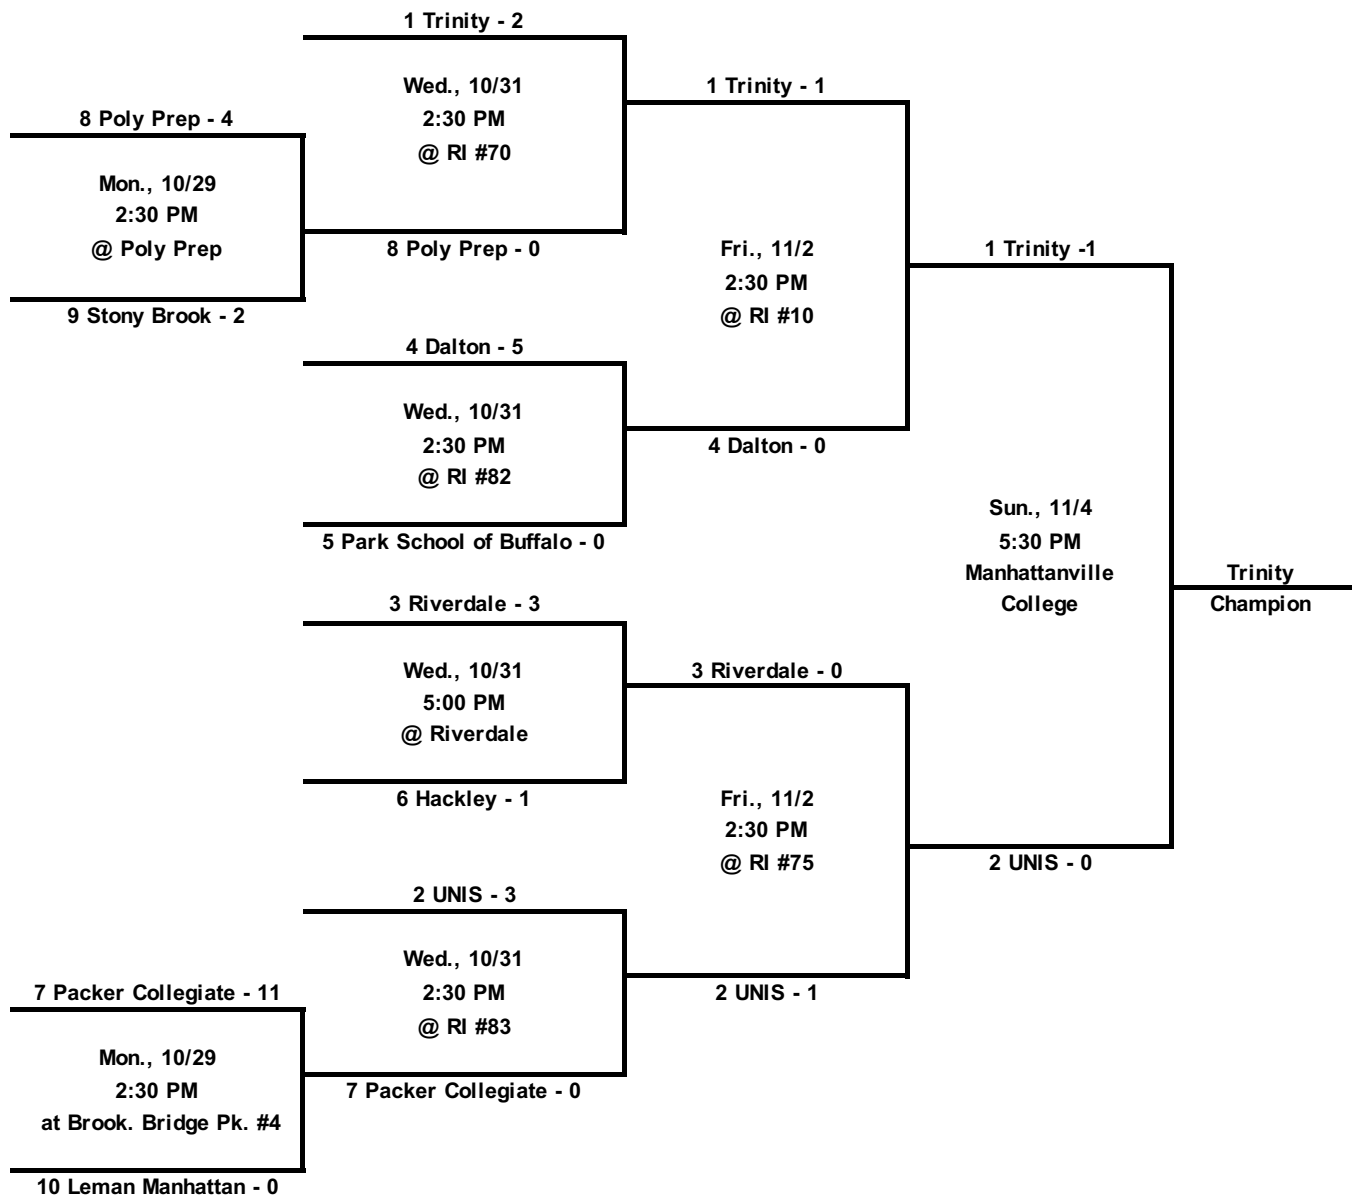 1 Trinity - 2
Wed., 10/31
2:30 PM
@ RI #70
8 Poly Prep - 0
8 Poly Prep - 4
Mon., 10/29
2:30 PM
@ Poly Prep
9 Stony Brook - 2
1 Trinity - 1
Fri., 11/2
2:30 PM
@ RI #10
4 Dalton - 0
4 Dalton - 5
Wed., 10/31
2:30 PM
@ RI #82
5 Park School of Buffalo - 0
1 Trinity -1
Sun., 11/4
5:30 PM
Manhattanville
College
2 UNIS - 0
Trinity
Champion
3 Riverdale - 3
Wed., 10/31
5:00 PM
@ Riverdale
6 Hackley - 1
3 Riverdale - 0
Fri., 11/2
2:30 PM
@ RI #75
2 UNIS - 1
2 UNIS - 3
Wed., 10/31
2:30 PM
@ RI #83
7 Packer Collegiate - 0
7 Packer Collegiate - 11
Mon., 10/29
2:30 PM
at Brook. Bridge Pk. #4
10 Leman Manhattan - 0